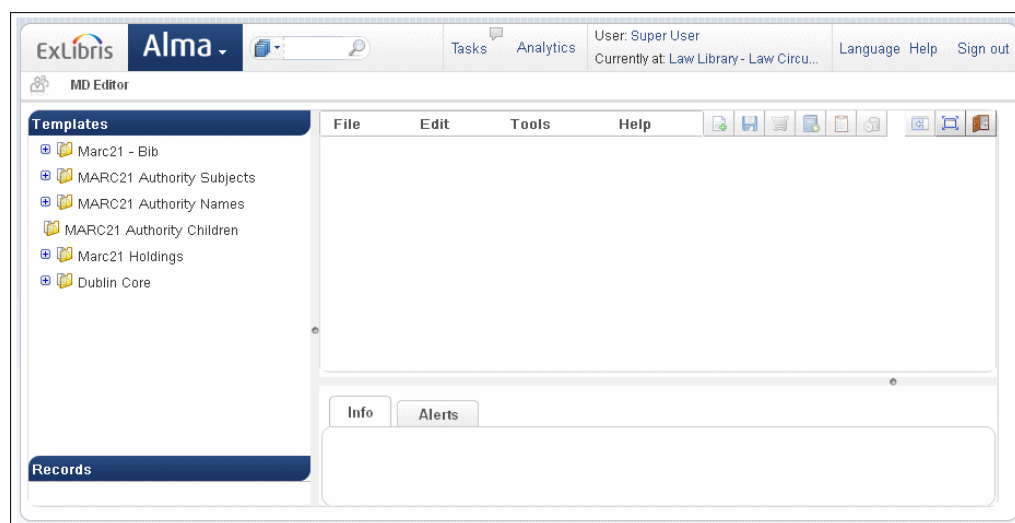 ExLibris Alma Tasks Analytics User: Super User Language Help Sign out
Currently at: Law Library - Law Circu...
MD Editor
Templates
File Edit Tools Help
Marc21 - Bib
MARC21 Authority Subjects
MARC21 Authority Names
MARC21 Authority Children
Marc21 Holdings
Dublin Core
Info Alerts
Records